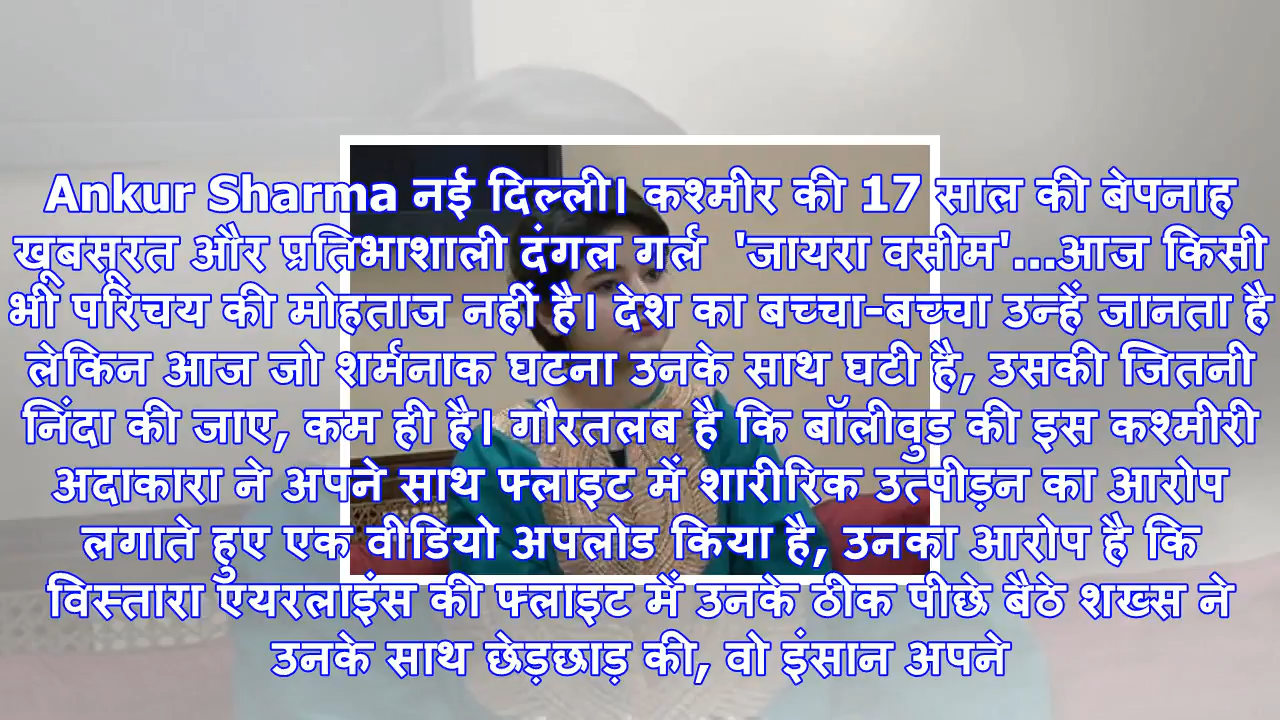 Ankur Sharma नई दिल्ली। कश्मीर की 17 साल की बेपनाह
खूबसूरत और प्रतिभाशाली दंगल गर्ल 'जायरा वसीम'...आज किसी
भी परिचय की मोहताज नहीं है। देश का बच्चा-बच्चा उन्हें जानता है
लेकिन आज जो शर्मनाक घटना उनके साथ घटी है, उसकी जितनी
निंदा की जाए, कम ही है। गौरतलब है कि बॉलीवुड की इस कश्मीरी
अदाकारा ने अपने साथ फ्लाइट में शारीरिक उत्पीड़न का आरोप
लगाते हुए एक वीडियो अपलोड किया है, उनका आरोप है कि
विस्तारा एयरलाइंस की फ्लाइट में उनके ठीक पीछे बैठे शख्स ने
उनके साथ छेड़छाड़ की, वो इंसान अपने